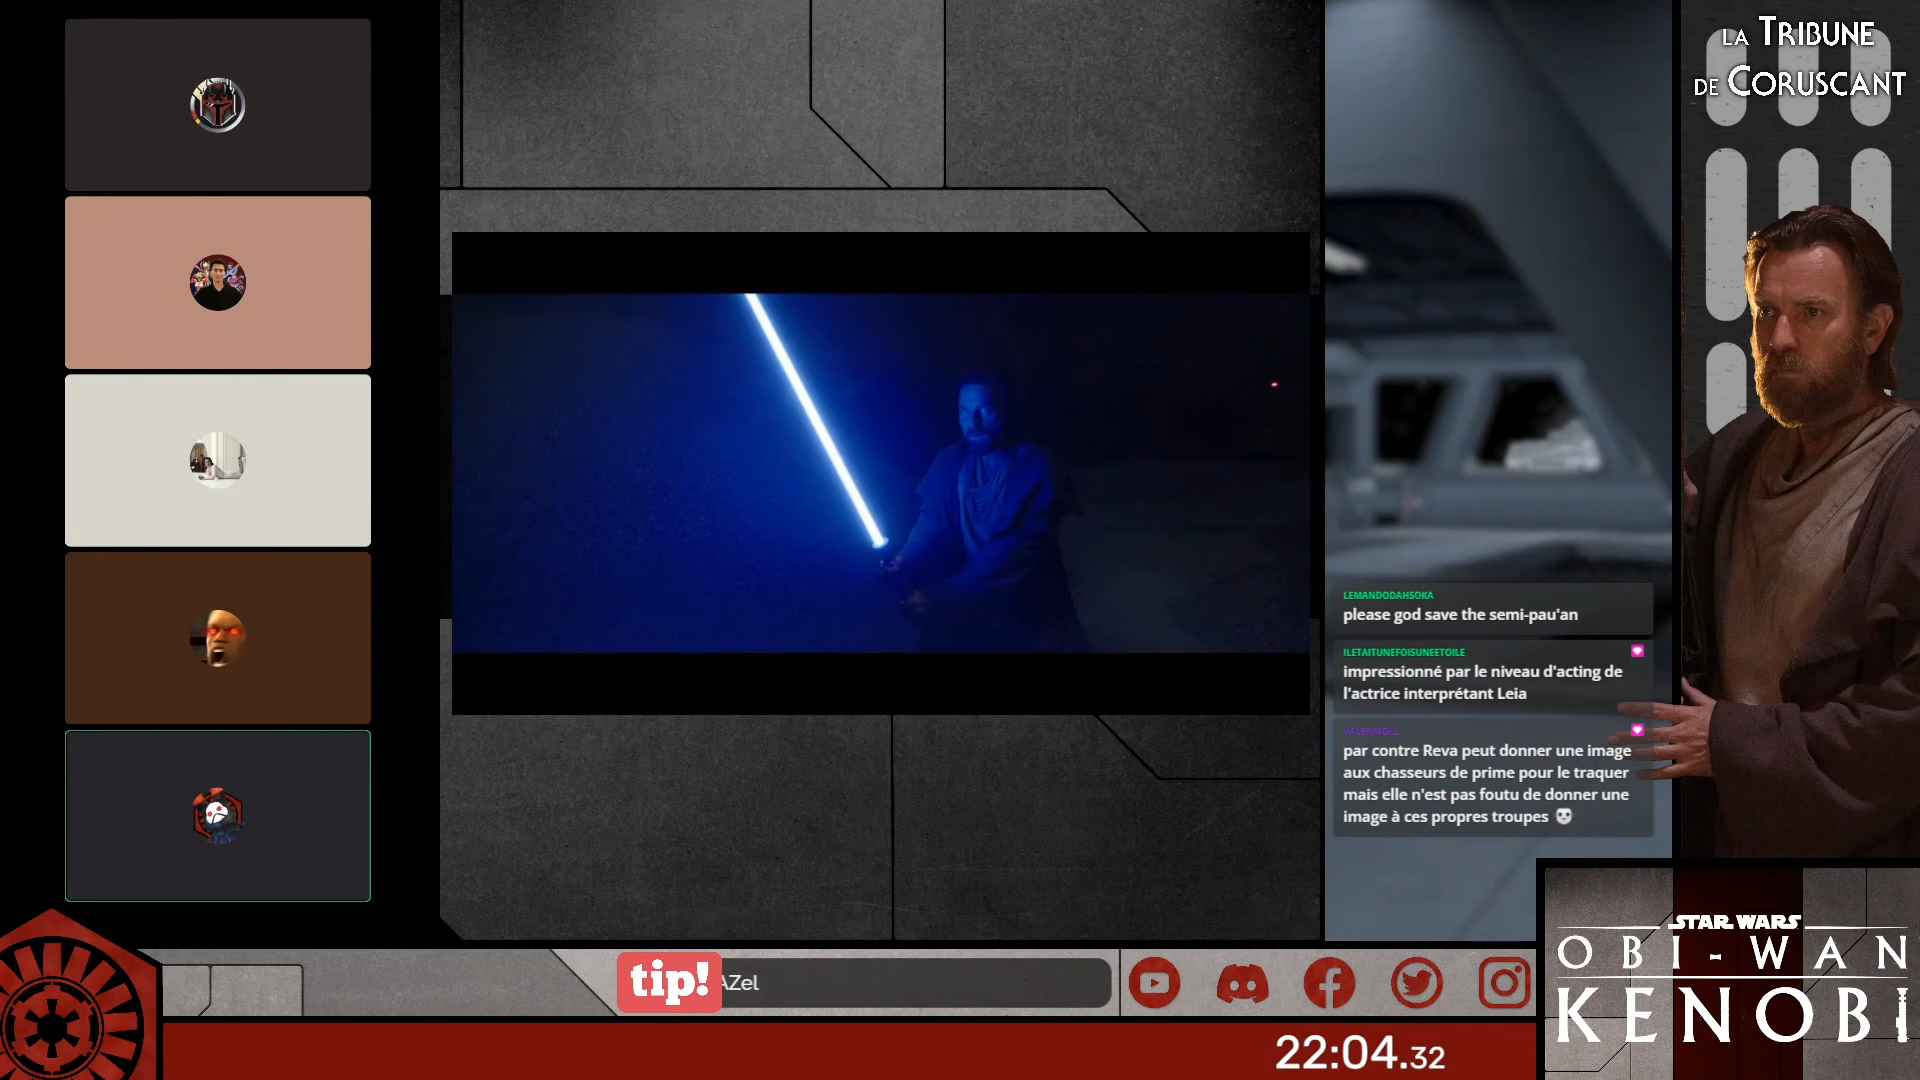 LA TRIBUNE
DE CORUSCANT
LEMANDODAHSOKA
please god save the semi-pau'an
ILETAITUNEFOISUNEETOILE
impressionné par le niveau d'acting de
l'actrice interprétant Leia
VALENMOLL
par contre Reva peut donner une image
aux chasseurs de prime pour le traquer
mais elle n'est pas foutu de donner une
image à ces propres troupes
STAR WARS
OBI-WAN
KENOBI
tip!
AZel
22:04.32